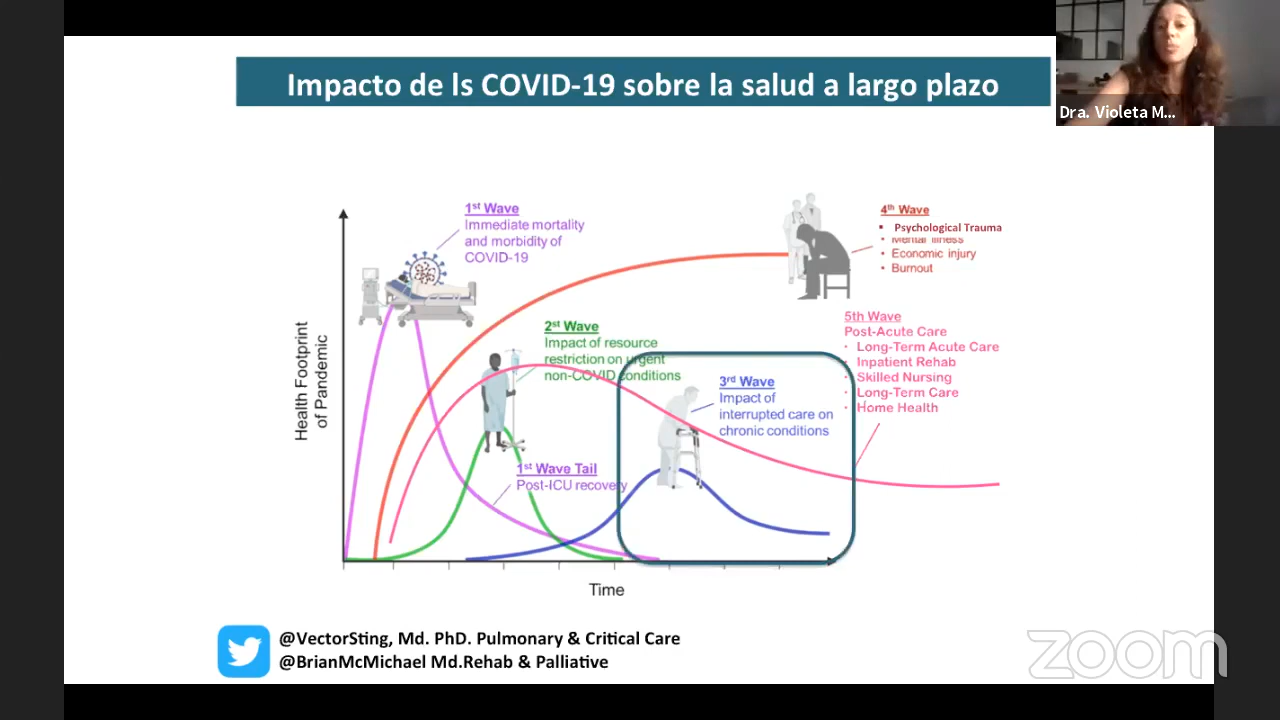 Impacto de ls COVID-19 sobre la salud a largo plazo
Dra. Violeta M...
1st Wave
Immediate mortality
and morbidity of
COVID-19
4th Wave
▪ Psychological Trauma
• Mental illness
• Economic injury
• Burnout
2nd Wave
Impact of resource
restriction on urgent
non-COVID conditions
5th Wave
Post-Acute Care
· Long-Term Acute Care
· Inpatient Rehab
· Skilled Nursing
· Long-Term Care
· Home Health
3rd Wave
Impact of
interrupted care on
chronic conditions
1st Wave Tail
Post-ICU recovery
Health Footprint
of Pandemic
Time
@VectorSting, Md. PhD. Pulmonary & Critical Care
@BrianMcMichael Md.Rehab & Palliative
zoom